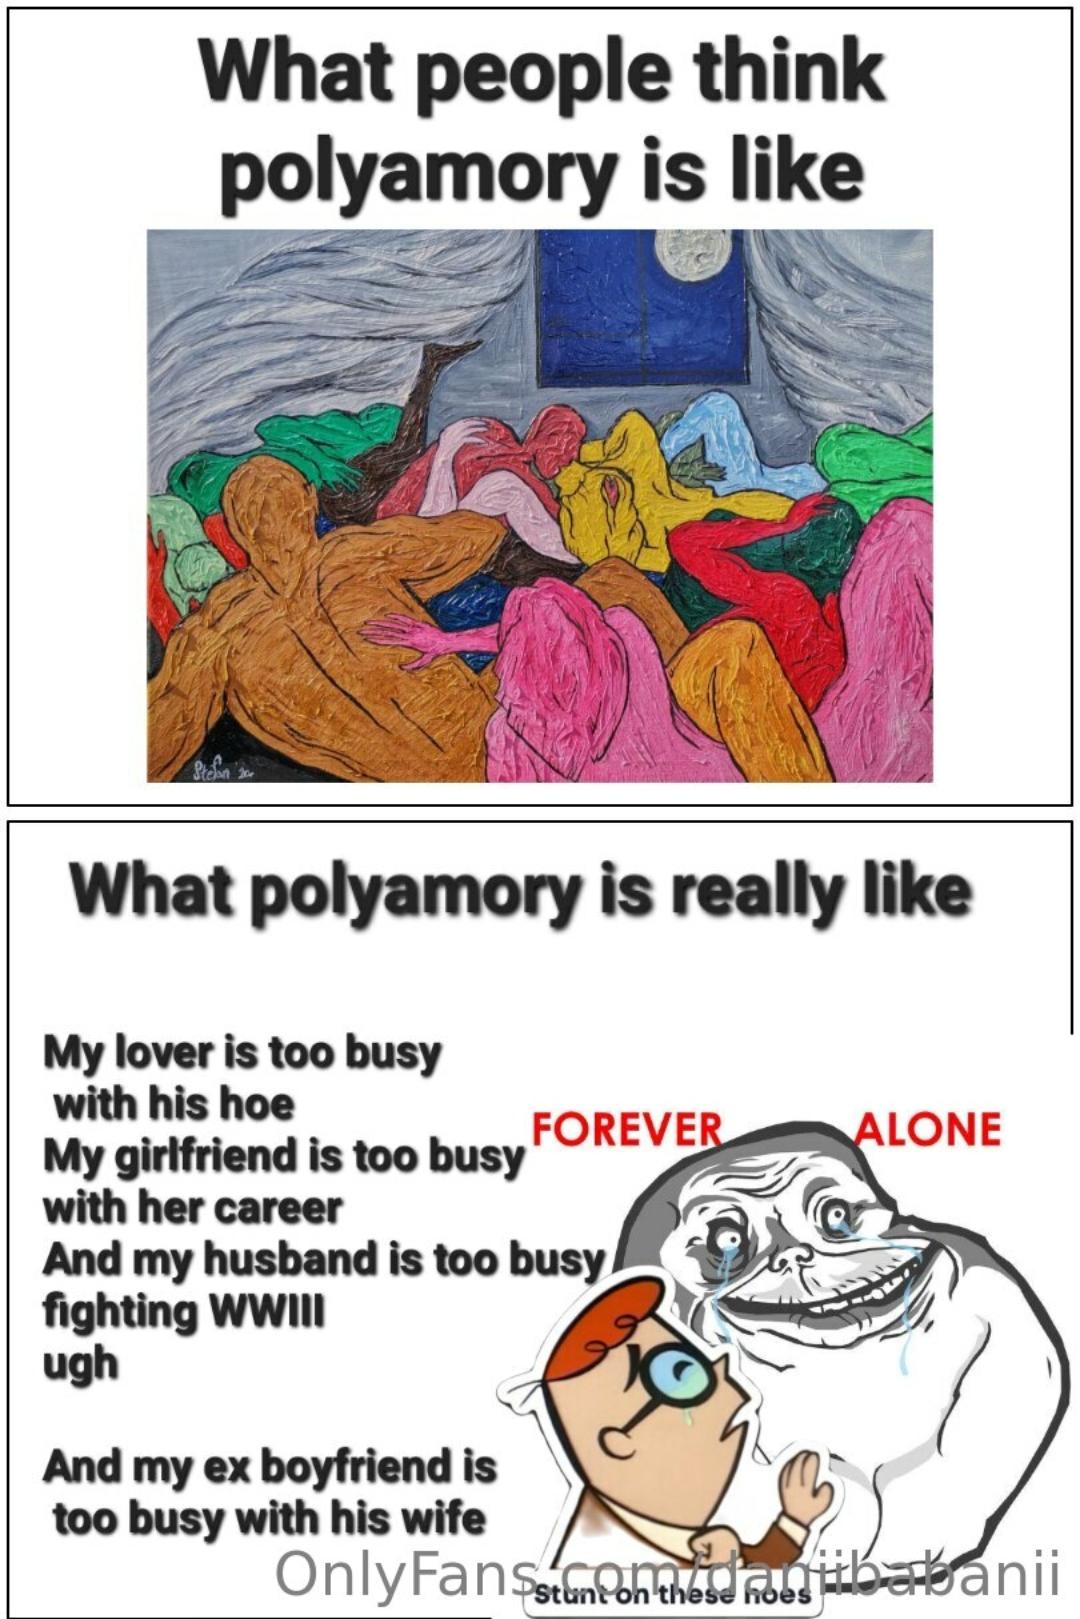 What people think
polyamory is like
Stefan '20
What polyamory is really like
My lover is too busy
with his hoe
My girlfriend is too busy
with her career
And my husband is too busy
fighting WWIII
ugh
And my ex boyfriend is
too busy with his wife
FOREVER ALONE
OnlyFans.com/daniibabanii
Stunt on these hoes